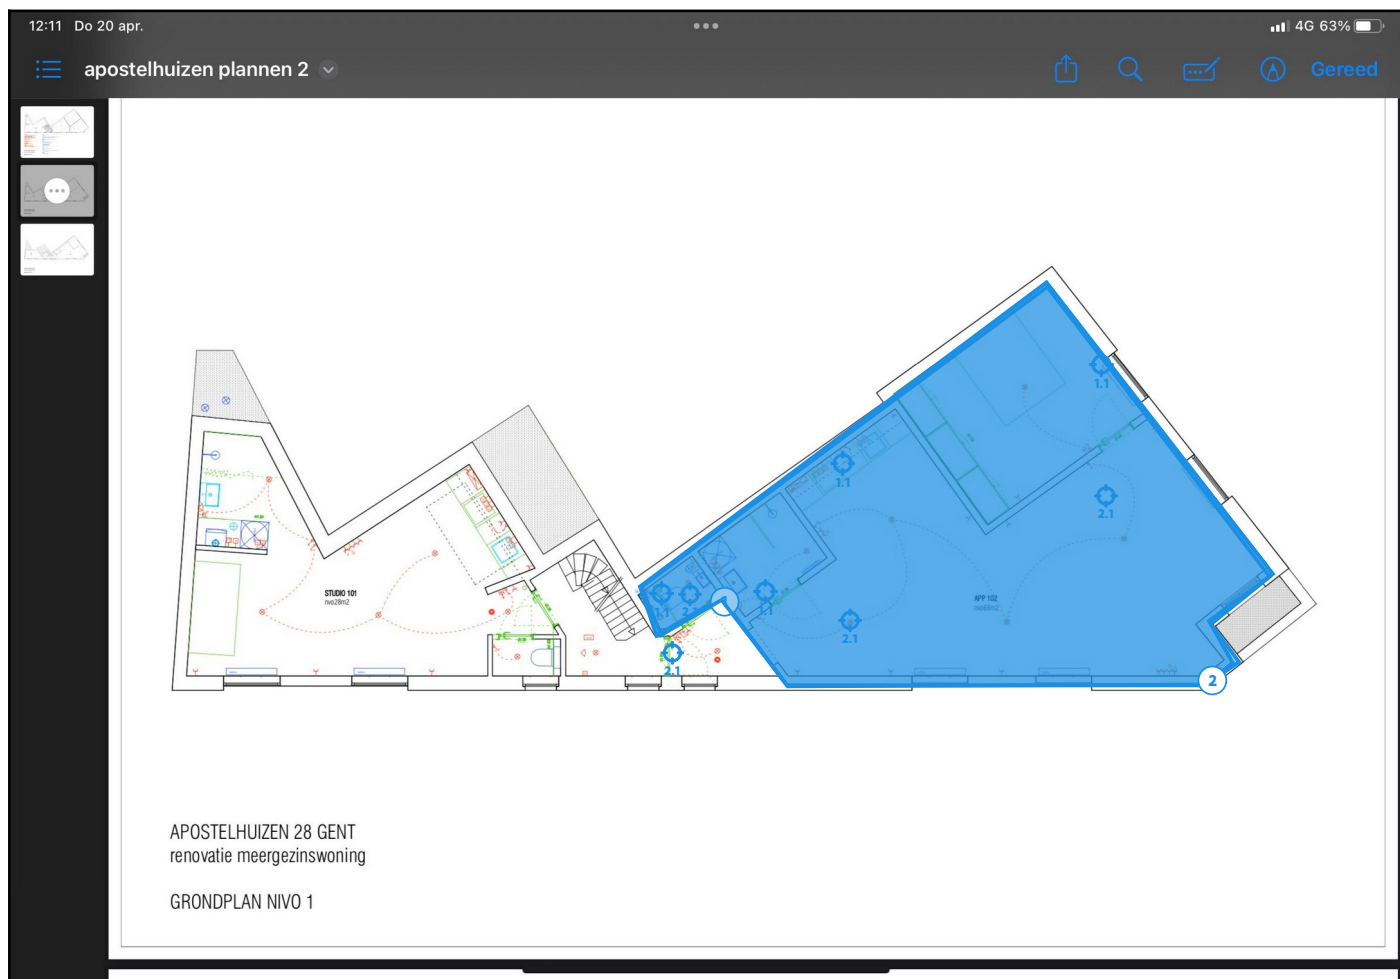 12:11 Do 20 apr.
4G 63%
apostelhuizen plannen 2
Gereed
1.1
1.1
2.1
STUDIO 101
nvo28m2
1.1
2.1
1.1
APP 102
nvo68m2
2.1
2.1
2
APOSTELHUIZEN 28 GENT
renovatie meergezinswoning
GRONDPLAN NIVO 1